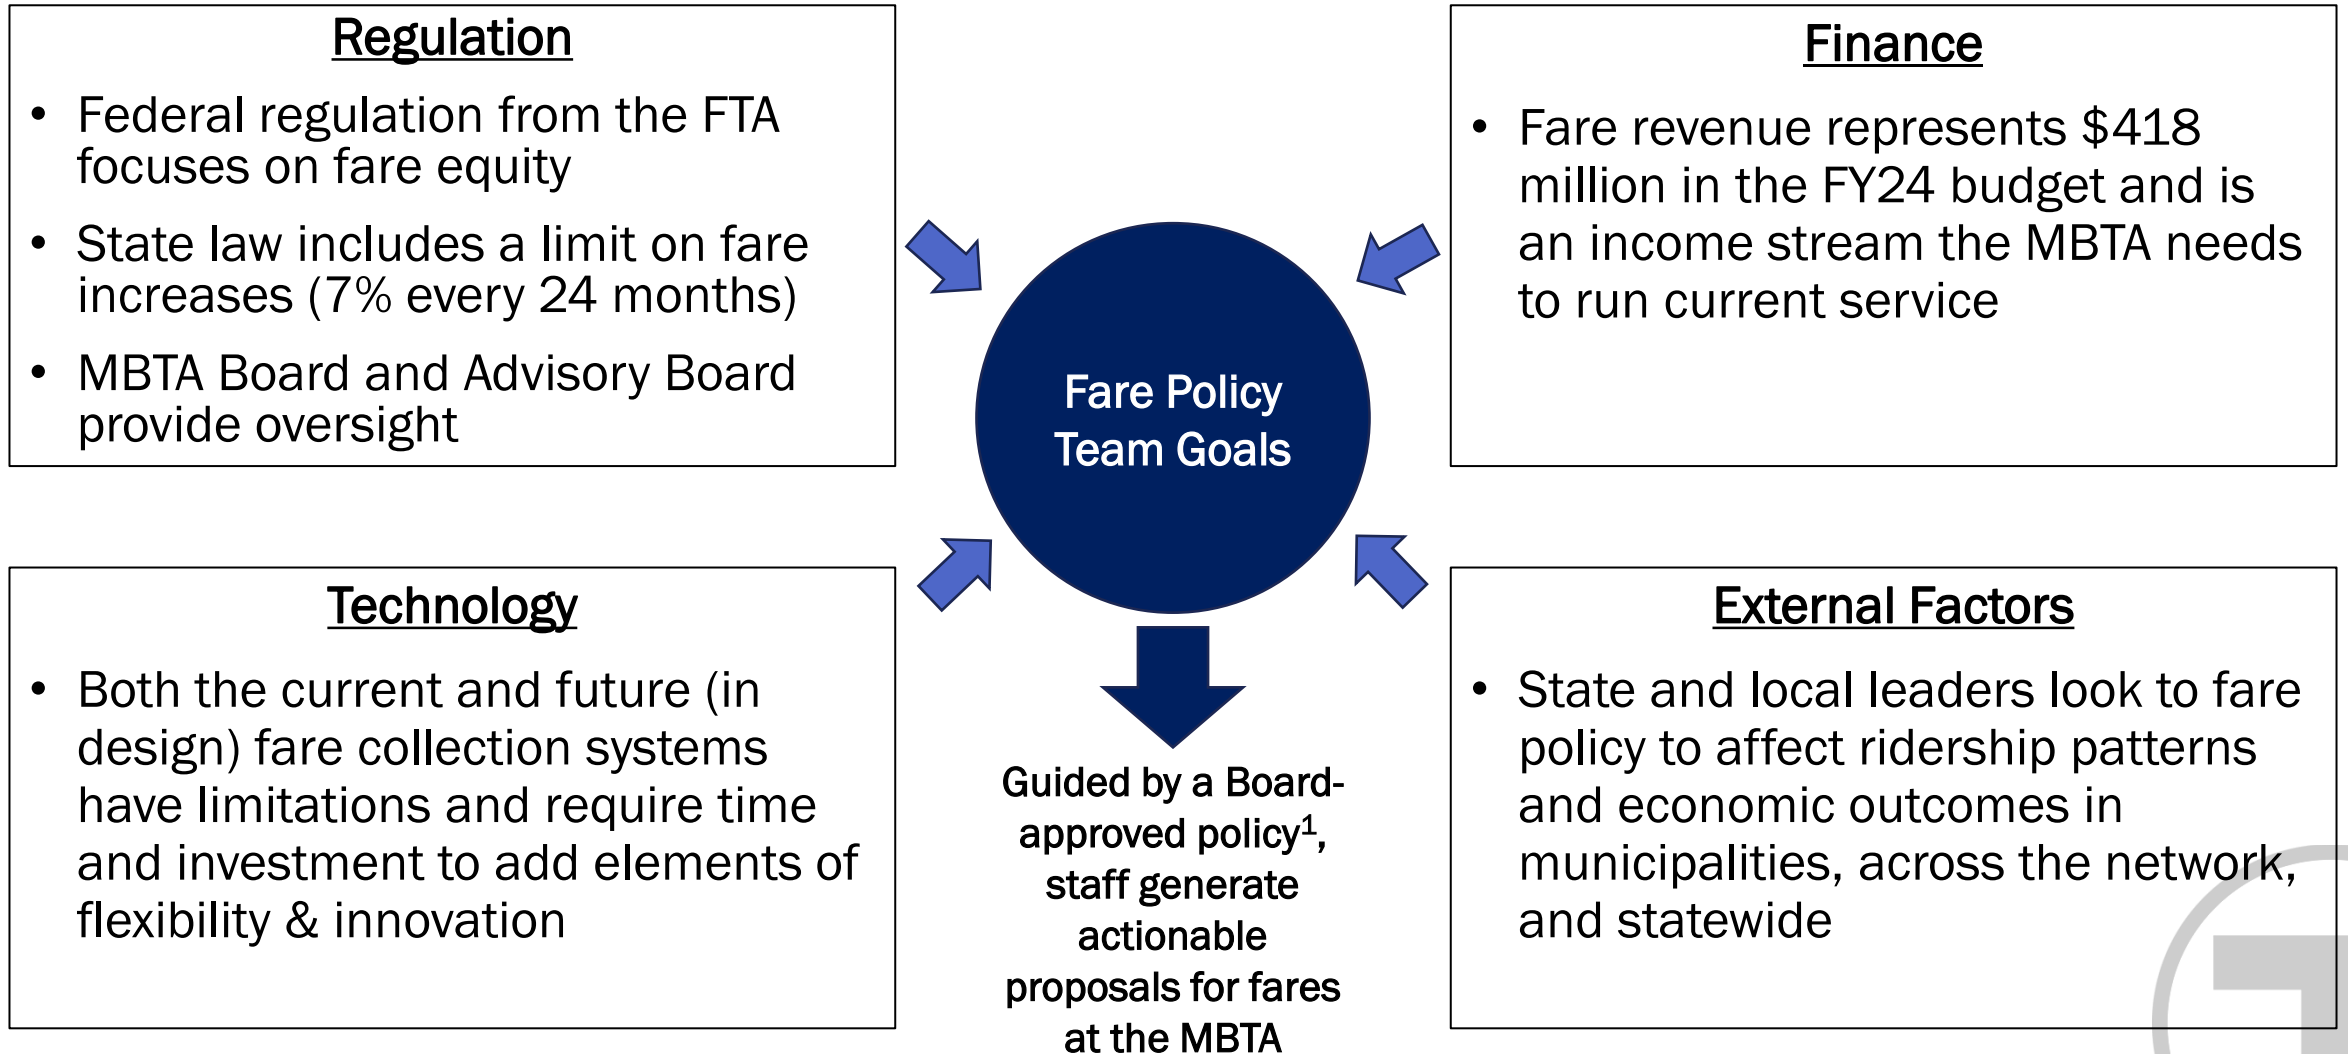 Regulation
• Federal regulation from the FTA
focuses on fare equity
• State law includes a limit on fare
increases (7% every 24 months)
• MBTA Board and Advisory Board
provide oversight
Finance
• Fare revenue represents $418
million in the FY24 budget and is
an income stream the MBTA needs
to run current service
Fare Policy
Team Goals
Technology
• Both the current and future (in
design) fare collection systems
have limitations and require time
and investment to add elements of
flexibility & innovation
External Factors
• State and local leaders look to fare
policy to affect ridership patterns
and economic outcomes in
municipalities, across the network,
and statewide
Guided by a Board-
approved policy¹,
staff generate
actionable
proposals for fares
at the MBTA